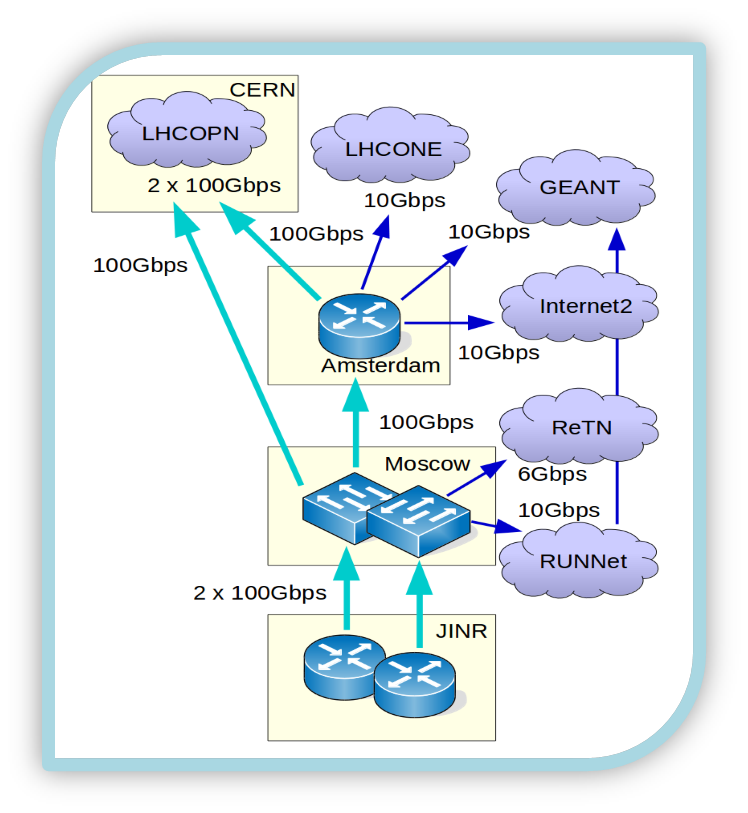 CERN
LHCOPN
2 x 100Gbps
LHCONE
10Gbps
GEANT
100Gbps
10Gbps
100Gbps
Internet2
10Gbps
Amsterdam
100Gbps
ReTN
Moscow
6Gbps
10Gbps
RUNNet
2 x 100Gbps
JINR